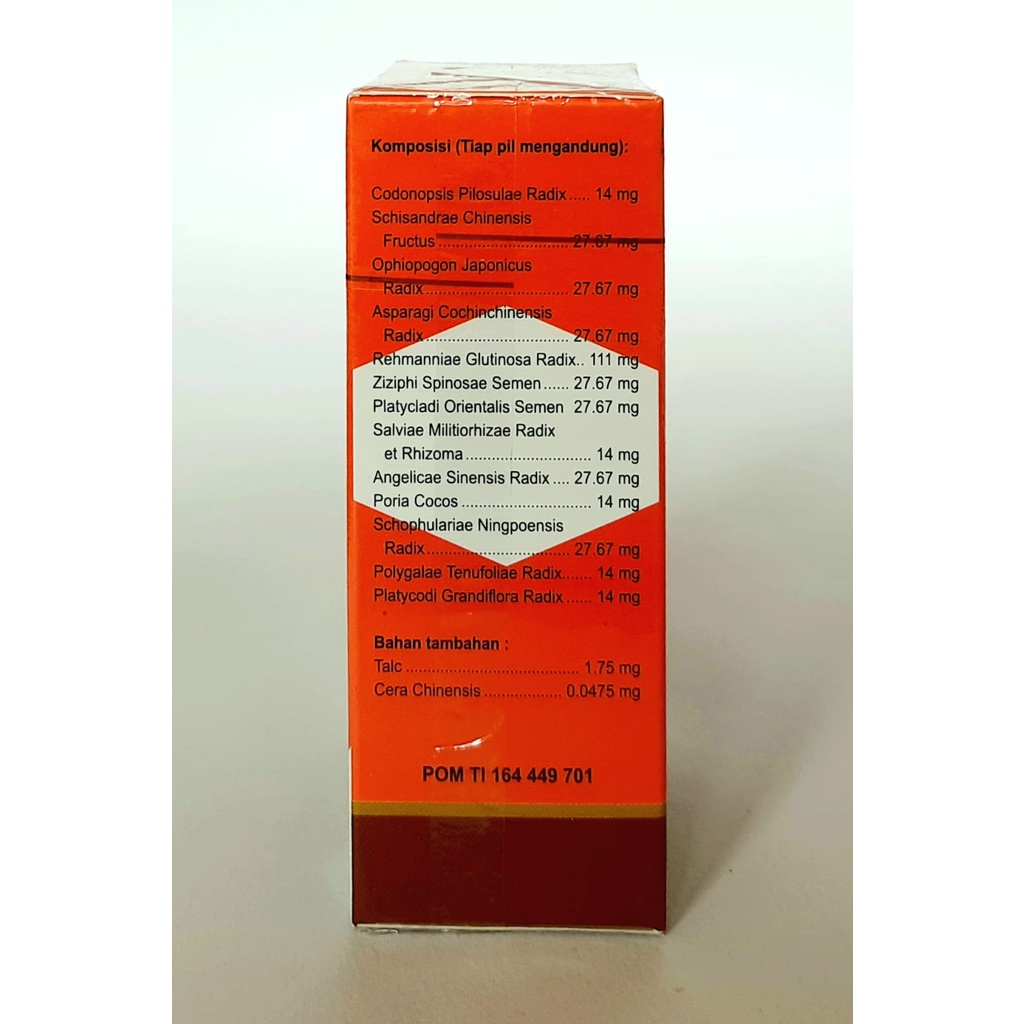 Komposisi (Tiap pil mengandung):
Codonopsis Pilosulae Radix ..... 14 mg
Schisandrae Chinensis
Fructus .............................. 27.67 mg
Ophiopogon Japonicus
Radix ................................. 27.67 mg
Asparagi Cochinchinensis
Radix ................................. 27.67 mg
Rehmanniae Glutinosa Radix.. 111 mg
Ziziphi Spinosae Semen ...... 27.67 mg
Platycladi Orientalis Semen 27.67 mg
Salviae Militiorhizae Radix
et Rhizoma ............................. 14 mg
Angelicae Sinensis Radix .... 27.67 mg
Poria Cocos .............................. 14 mg
Schophulariae Ningpoensis
Radix ................................. 27.67 mg
Polygalae Tenufoliae Radix....... 14 mg
Platycodi Grandiflora Radix ...... 14 mg
Bahan tambahan :
Talc ........................................ 1.75 mg
Cera Chinensis .................. 0.0475 mg
POM TI 164 449 701